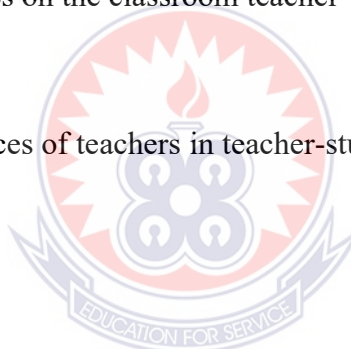 on the classroom teacher
ces of teachers in teacher-stu
EDUCATION FOR SERVICE